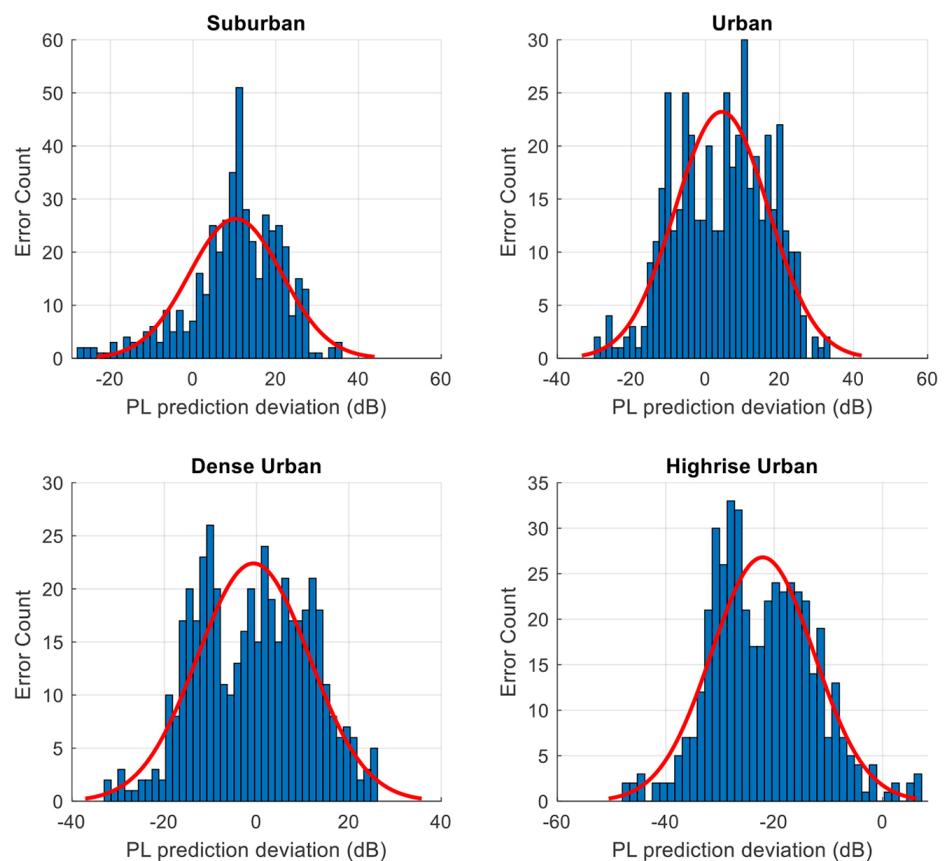 Suburban
60
50
40
30
20
10
0
Error Count
-20 0 20 40 60
PL prediction deviation (dB)
Urban
30
25
20
15
10
5
0
Error Count
-40 -20 0 20 40 60
PL prediction deviation (dB)
Dense Urban
30
25
20
15
10
5
0
Error Count
-40 -20 0 20 40
PL prediction deviation (dB)
Highrise Urban
35
30
25
20
15
10
5
0
Error Count
-60 -40 -20 0
PL prediction deviation (dB)